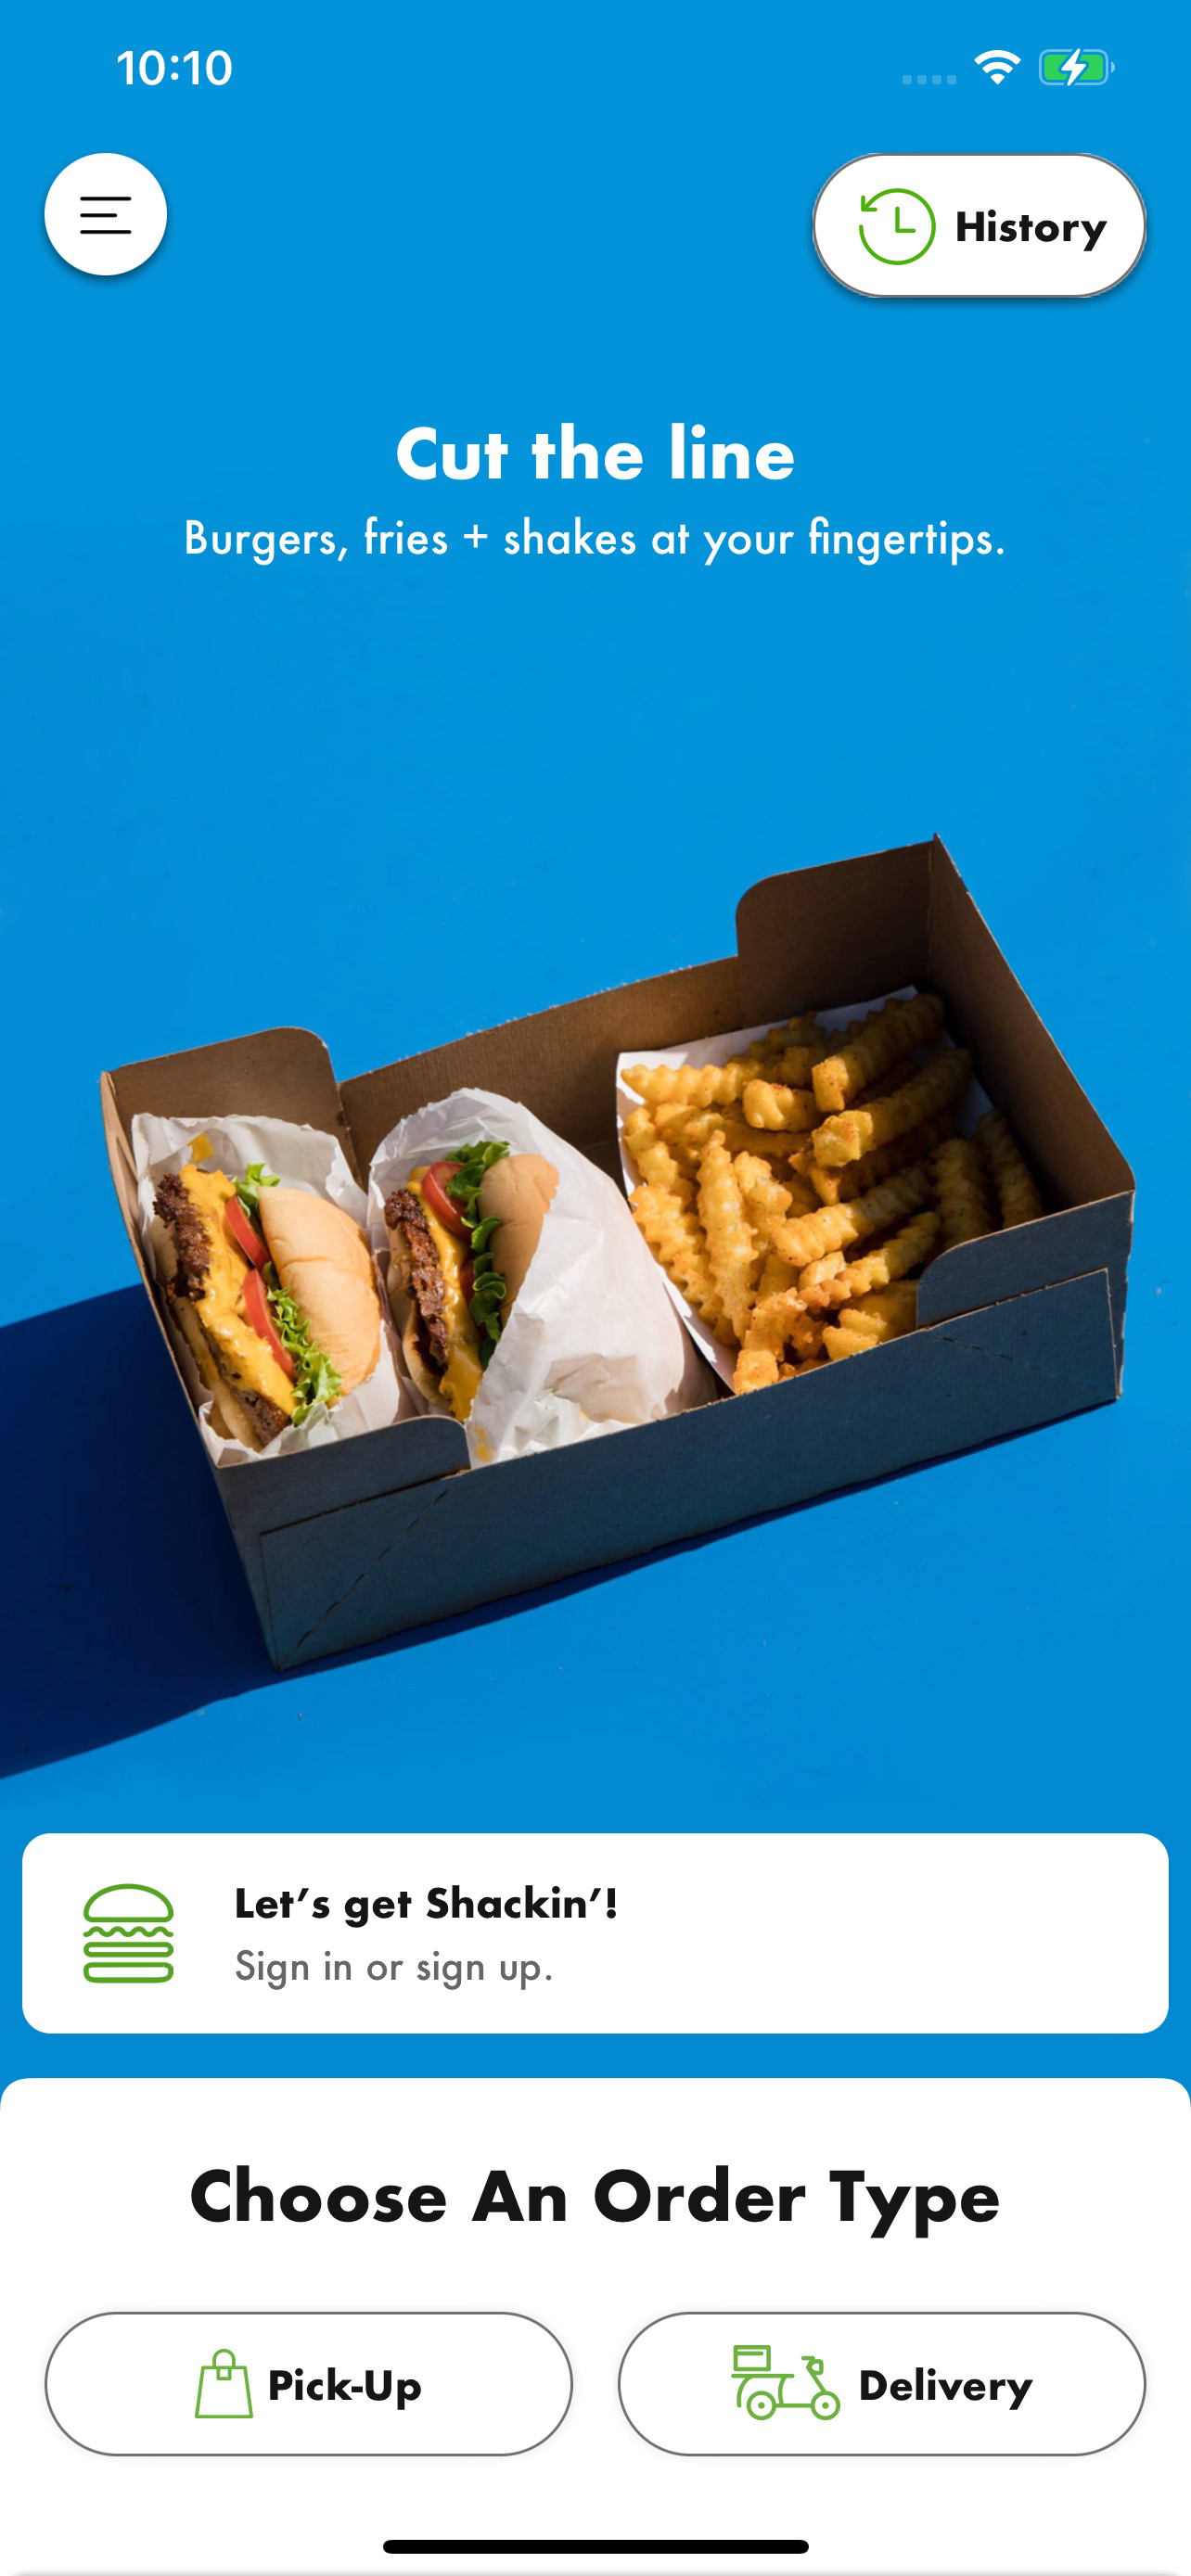 10:10
History
Cut the line
Burgers, fries + shakes at your fingertips.
Let’s get Shackin’!
Sign in or sign up.
Choose An Order Type
Pick-Up
Delivery